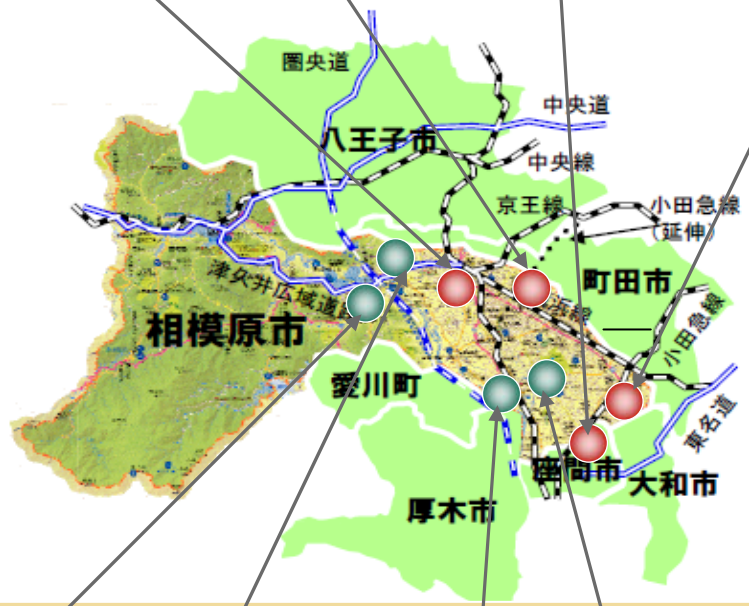 圏央道
中央道
八王子市
中央線
京王線
小田急線
(延伸)
町田市
津久井広域道
相模原市
小田急線
愛川町
東名道
座間市
大和市
厚木市